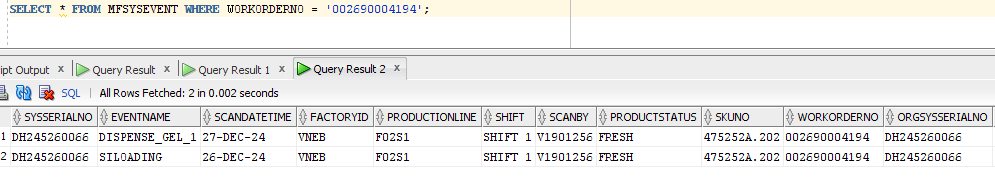 SELECT * FROM MFSYSEVENT WHERE WORKORDERNO = '002690004194';
ipt Output x Query Result x Query Result 1 x Query Result 2 x
SQL | All Rows Fetched: 2 in 0.002 seconds
SYSSERIALNO EVENTNAME SCANDATETIME FACTORYID PRODUCTIONLINE SHIFT SCANBY PRODUCTSTATUS SKUNO WORKORDERNO ORGSYSSERIALNO
1 DH245260066 DISPENSE_GEL_1 27-DEC-24 VNEB F02S1 SHIFT 1 V1901256 FRESH 475252A.202 002690004194 DH245260066
2 DH245260066 SILOADING 26-DEC-24 VNEB F02S1 SHIFT 1 V1901256 FRESH 475252A.202 002690004194 DH245260066